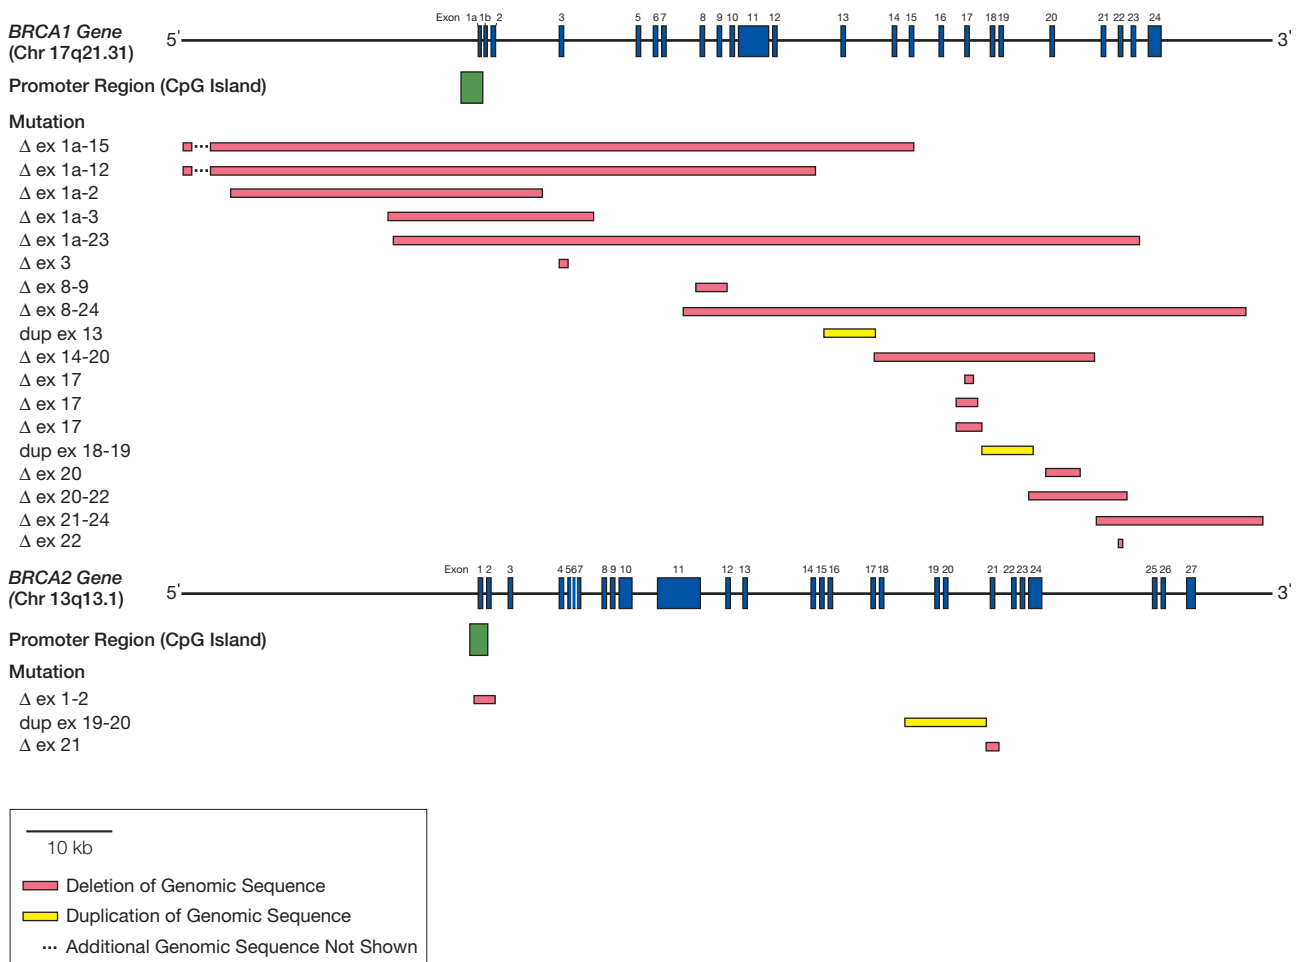 BRCA1 Gene
(Chr 17q21.31)
5'
Exon 1a 1b 2 3 5 6 7 8 9 10 11 12 13 14 15 16 17 18 19 20 21 22 23 24
3'
Promoter Region (CpG Island)
Mutation
Δ ex 1a-15
...
Δ ex 1a-12
...
Δ ex 1a-2
Δ ex 1a-3
Δ ex 1a-23
Δ ex 3
Δ ex 8-9
Δ ex 8-24
dup ex 13
Δ ex 14-20
Δ ex 17
Δ ex 17
Δ ex 17
dup ex 18-19
Δ ex 20
Δ ex 20-22
Δ ex 21-24
Δ ex 22
BRCA2 Gene
(Chr 13q13.1)
5'
Exon 1 2 3 4 5 6 7 8 9 10 11 12 13 14 15 16 17 18 19 20 21 22 23 24 25 26 27
3'
Promoter Region (CpG Island)
Mutation
Δ ex 1-2
dup ex 19-20
Δ ex 21
10 kb
Deletion of Genomic Sequence
Duplication of Genomic Sequence
... Additional Genomic Sequence Not Shown